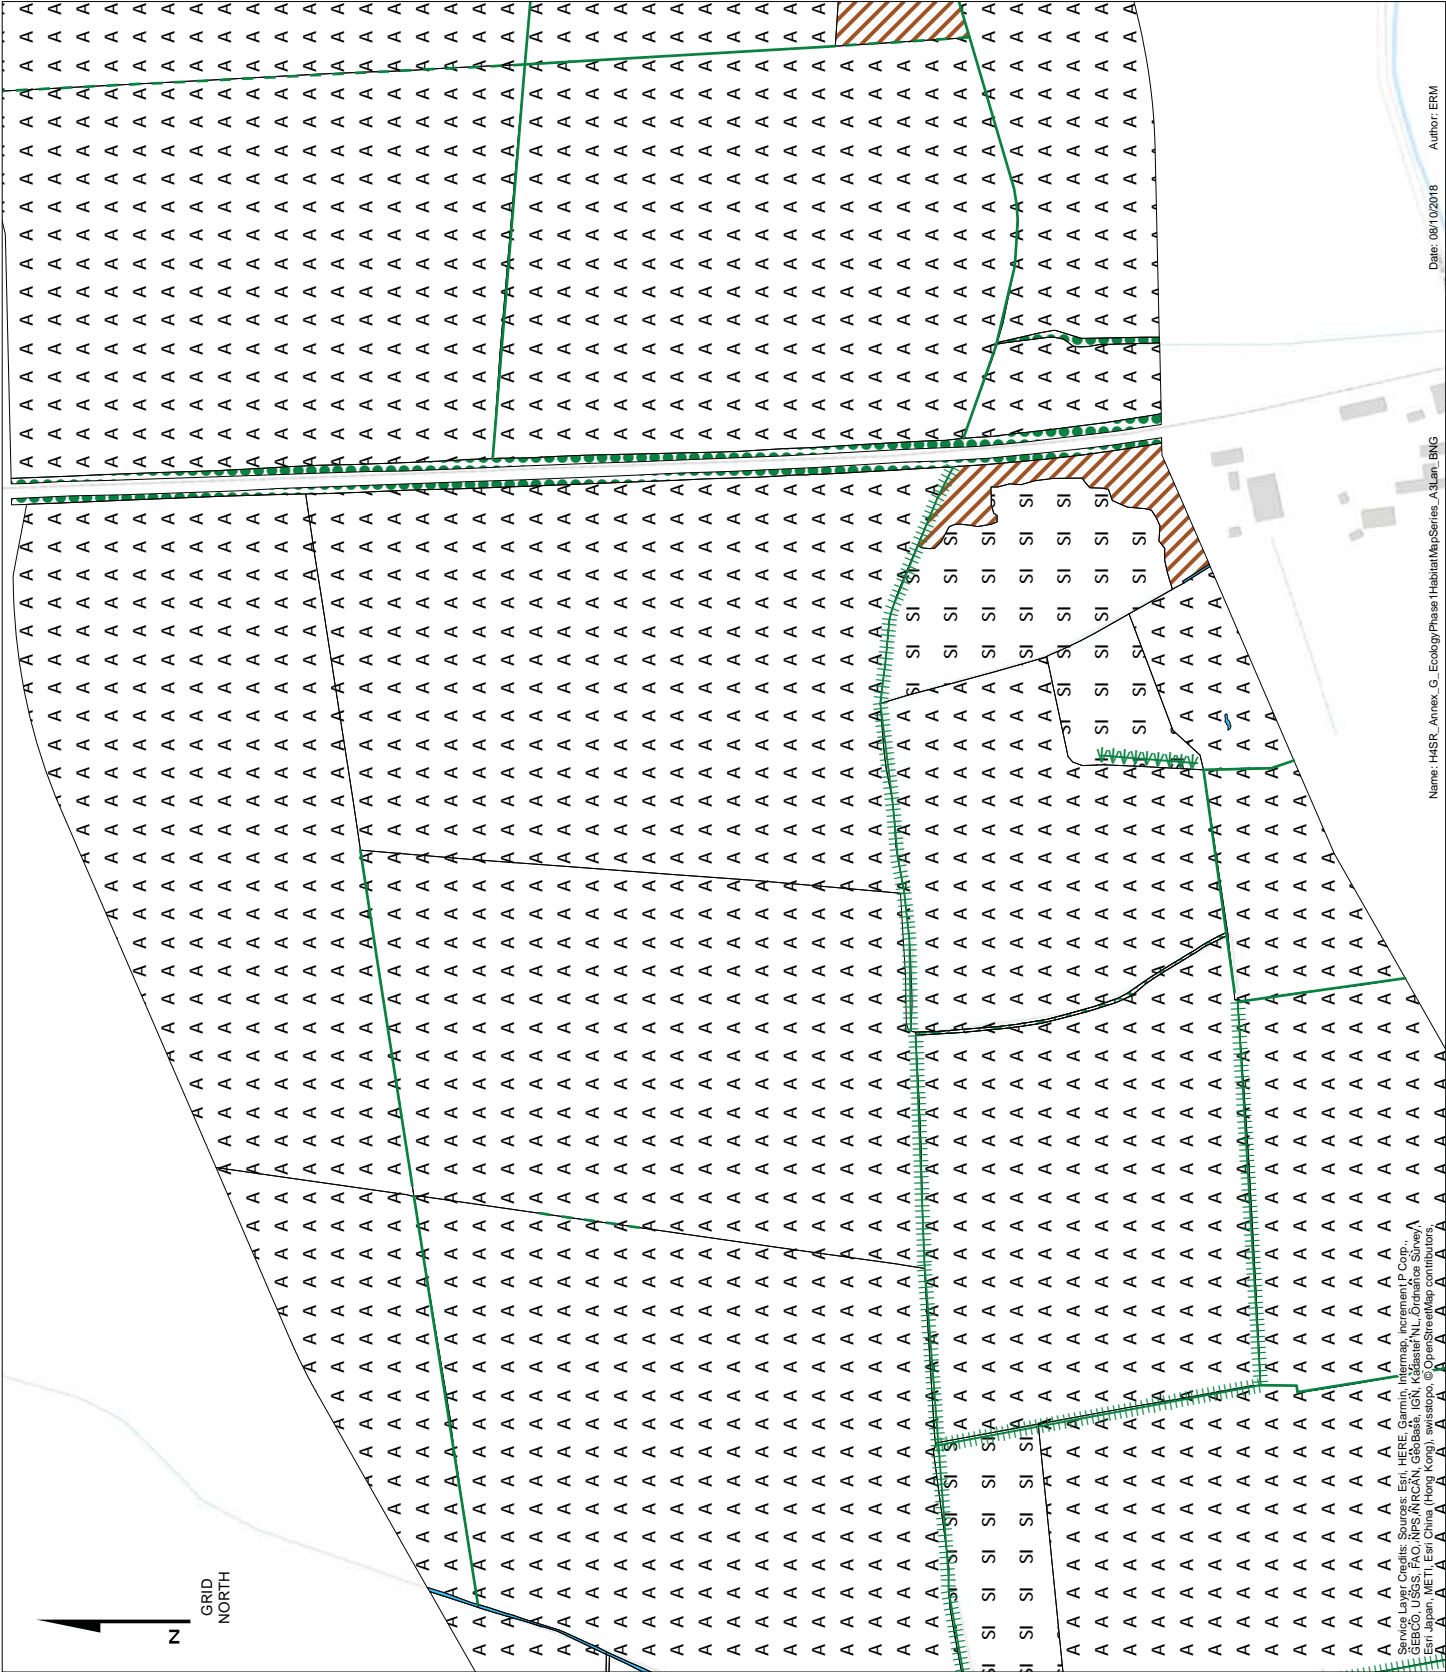 N
GRID
NORTH
Service Layer Credits: Sources: Esri, HERE, Garmin, Intermap, increment P Corp.,
GEBCO, USGS, FAO, NPS, NRCAN, GeoBase, IGN, Kadaster NL, Ordnance Survey,
Esri Japan, METI, Esri China (Hong Kong), swisstopo, © OpenStreetMap contributors,
Name: H4SR_Annex_G_EcologyPhase1HabitatMapSeries_A3Lan_BNG
Date: 08/10/2018
Author: ERM
A
SI